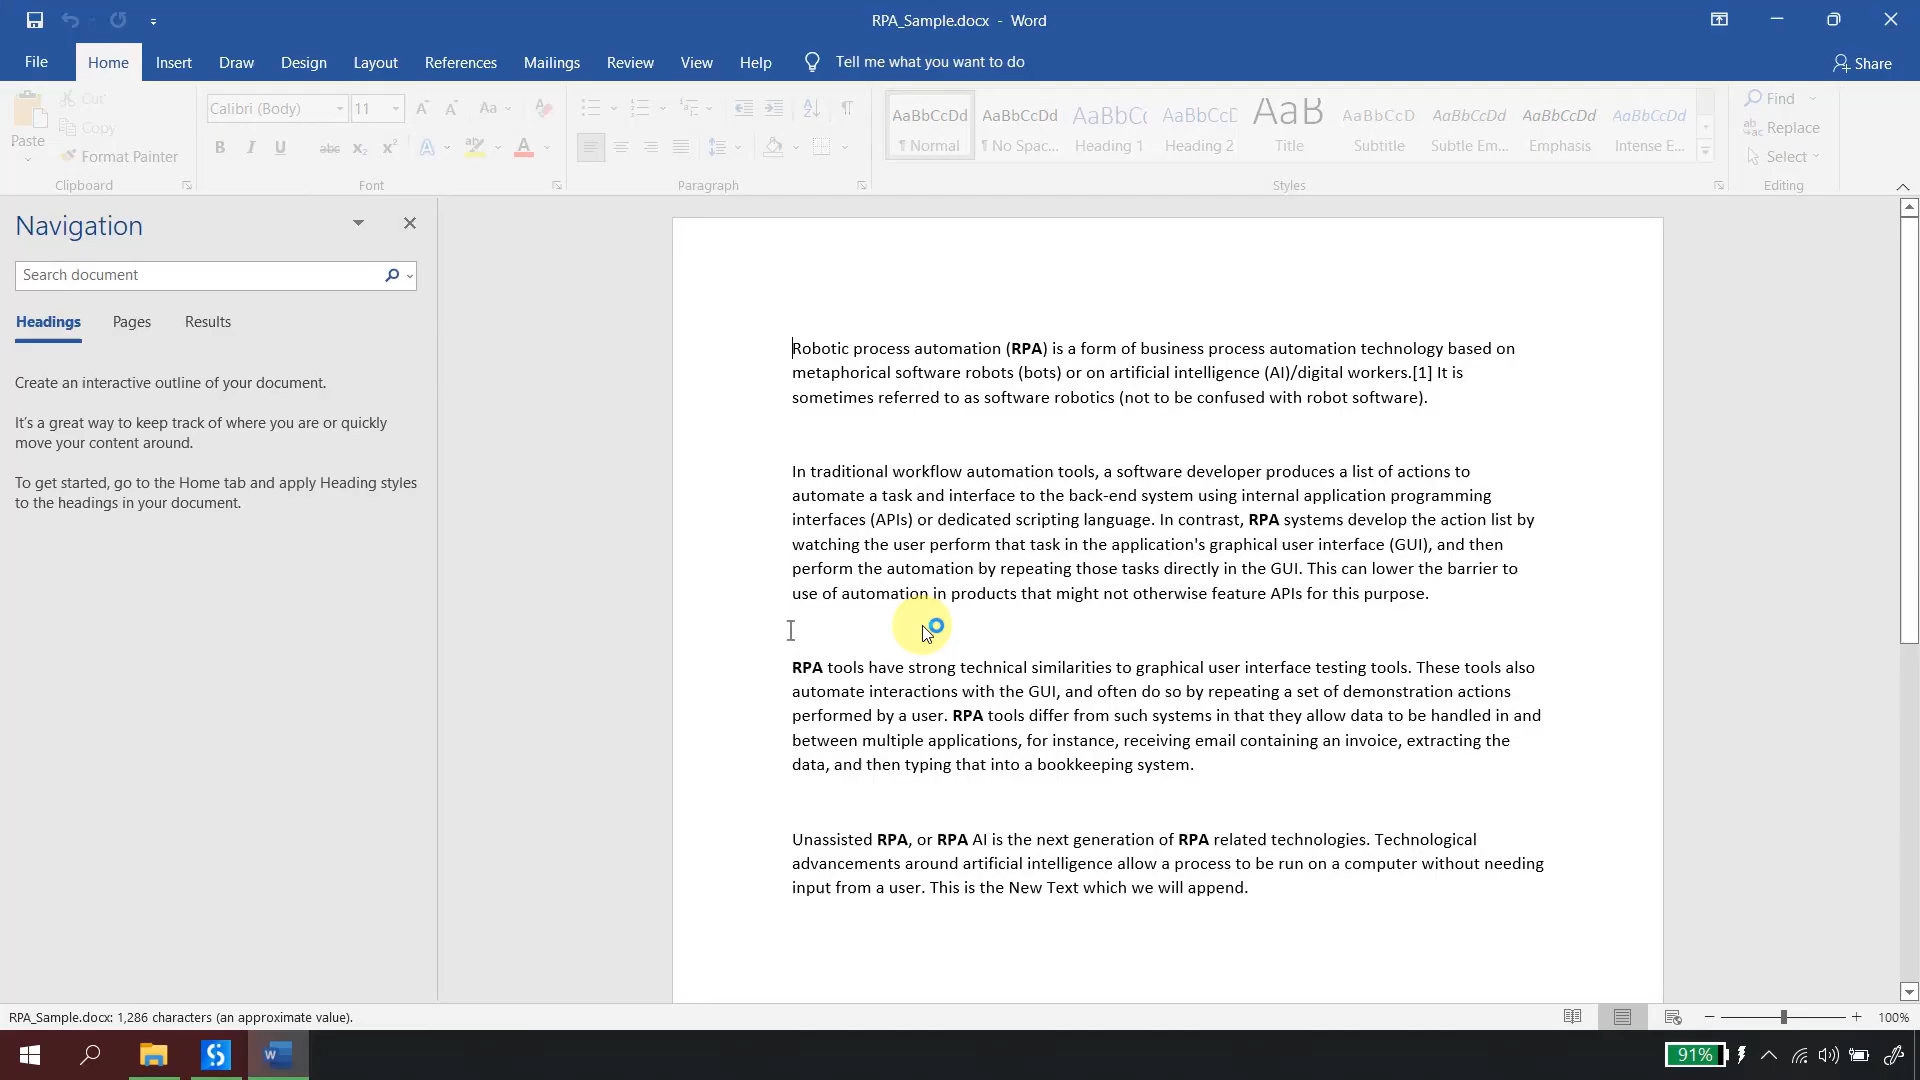 RPA_Sample.docx - Word
File Home Insert Draw Design Layout References Mailings Review View Help Tell me what you want to do Share
Paste
Cut
Copy
Format Painter
Clipboard
Calibri (Body) 11
Font
Paragraph
AaBbCcDd AaBbCcDd AaBbCc AaBbCcE AaB AaBbCcD AaBbCcDd AaBbCcDd AaBbCcDd
¶ Normal ¶ No Spac... Heading 1 Heading 2 Title Subtitle Subtle Em... Emphasis Intense E...
Styles
Find
Replace
Select
Editing
Navigation
Search document
Headings Pages Results
Create an interactive outline of your document.
It's a great way to keep track of where you are or quickly
move your content around.
To get started, go to the Home tab and apply Heading styles
to the headings in your document.
Robotic process automation (RPA) is a form of business process automation technology based on
metaphorical software robots (bots) or on artificial intelligence (AI)/digital workers.[1] It is
sometimes referred to as software robotics (not to be confused with robot software).
In traditional workflow automation tools, a software developer produces a list of actions to
automate a task and interface to the back-end system using internal application programming
interfaces (APIs) or dedicated scripting language. In contrast, RPA systems develop the action list by
watching the user perform that task in the application's graphical user interface (GUI), and then
perform the automation by repeating those tasks directly in the GUI. This can lower the barrier to
use of automation in products that might not otherwise feature APIs for this purpose.
RPA tools have strong technical similarities to graphical user interface testing tools. These tools also
automate interactions with the GUI, and often do so by repeating a set of demonstration actions
performed by a user. RPA tools differ from such systems in that they allow data to be handled in and
between multiple applications, for instance, receiving email containing an invoice, extracting the
data, and then typing that into a bookkeeping system.
Unassisted RPA, or RPA AI is the next generation of RPA related technologies. Technological
advancements around artificial intelligence allow a process to be run on a computer without needing
input from a user. This is the New Text which we will append.
RPA_Sample.docx: 1,286 characters (an approximate value).
100%
91%